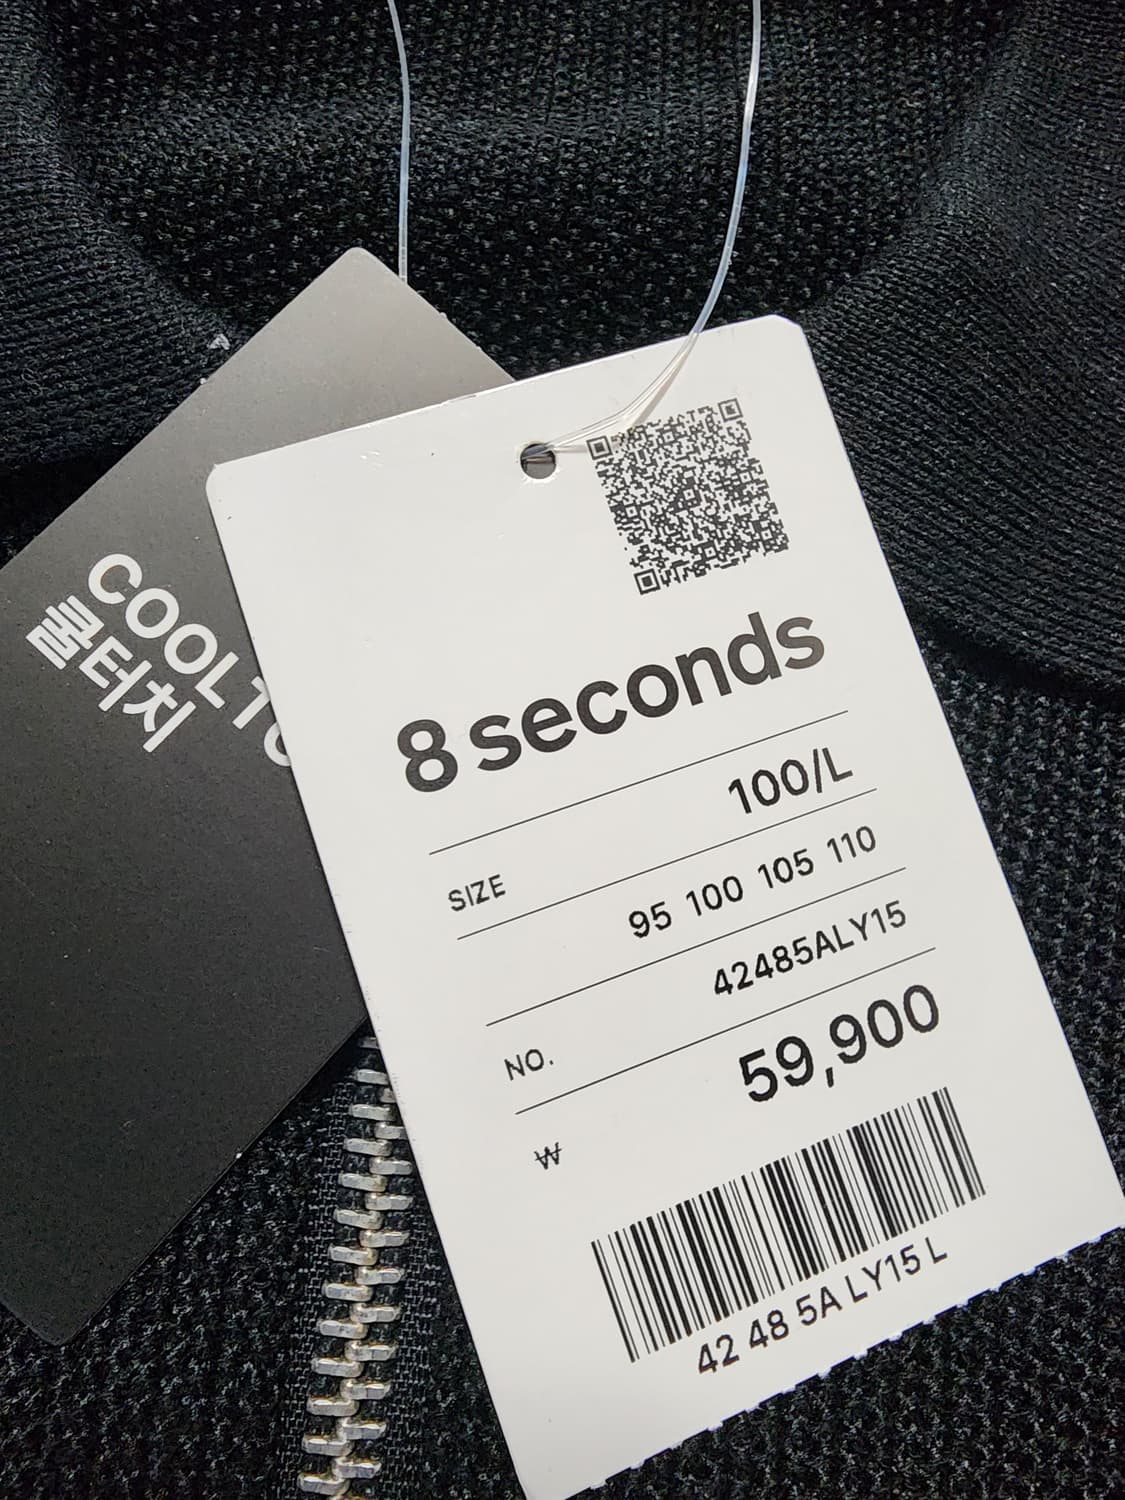 COOL TO
쿨터치
8 seconds
100/L
SIZE
95 100 105 110
42485ALY15
NO.
59,900
₩
42 48 5A LY15 L